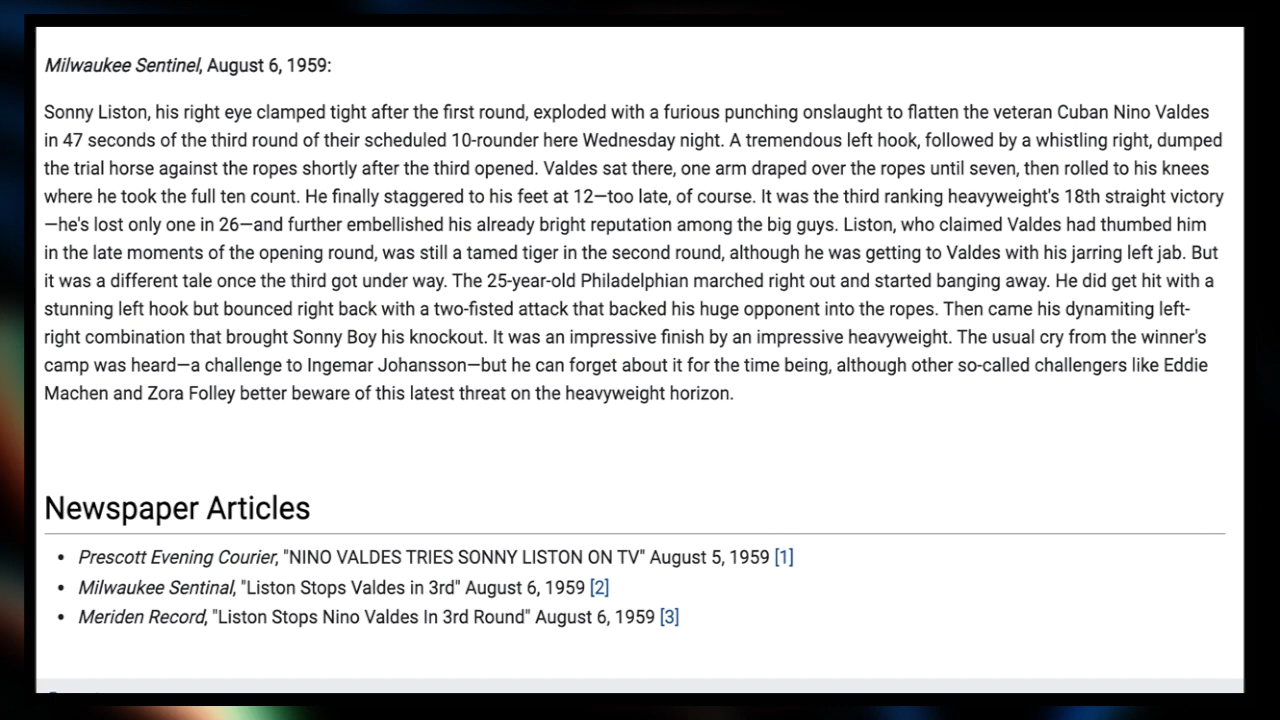 Milwaukee Sentinel, August 6, 1959:
Sonny Liston, his right eye clamped tight after the first round, exploded with a furious punching onslaught to flatten the veteran Cuban Nino Valdes
in 47 seconds of the third round of their scheduled 10-rounder here Wednesday night. A tremendous left hook, followed by a whistling right, dumped
the trial horse against the ropes shortly after the third opened. Valdes sat there, one arm draped over the ropes until seven, then rolled to his knees
where he took the full ten count. He finally staggered to his feet at 12—too late, of course. It was the third ranking heavyweight's 18th straight victory
—he's lost only one in 26—and further embellished his already bright reputation among the big guys. Liston, who claimed Valdes had thumbed him
in the late moments of the opening round, was still a tamed tiger in the second round, although he was getting to Valdes with his jarring left jab. But
it was a different tale once the third got under way. The 25-year-old Philadelphian marched right out and started banging away. He did get hit with a
stunning left hook but bounced right back with a two-fisted attack that backed his huge opponent into the ropes. Then came his dynamiting left-
right combination that brought Sonny Boy his knockout. It was an impressive finish by an impressive heavyweight. The usual cry from the winner's
camp was heard—a challenge to Ingemar Johansson—but he can forget about it for the time being, although other so-called challengers like Eddie
Machen and Zora Folley better beware of this latest threat on the heavyweight horizon.
Newspaper Articles
• Prescott Evening Courier, "NINO VALDES TRIES SONNY LISTON ON TV" August 5, 1959 [1]
• Milwaukee Sentinal, "Liston Stops Valdes in 3rd" August 6, 1959 [2]
• Meriden Record, "Liston Stops Nino Valdes In 3rd Round" August 6, 1959 [3]